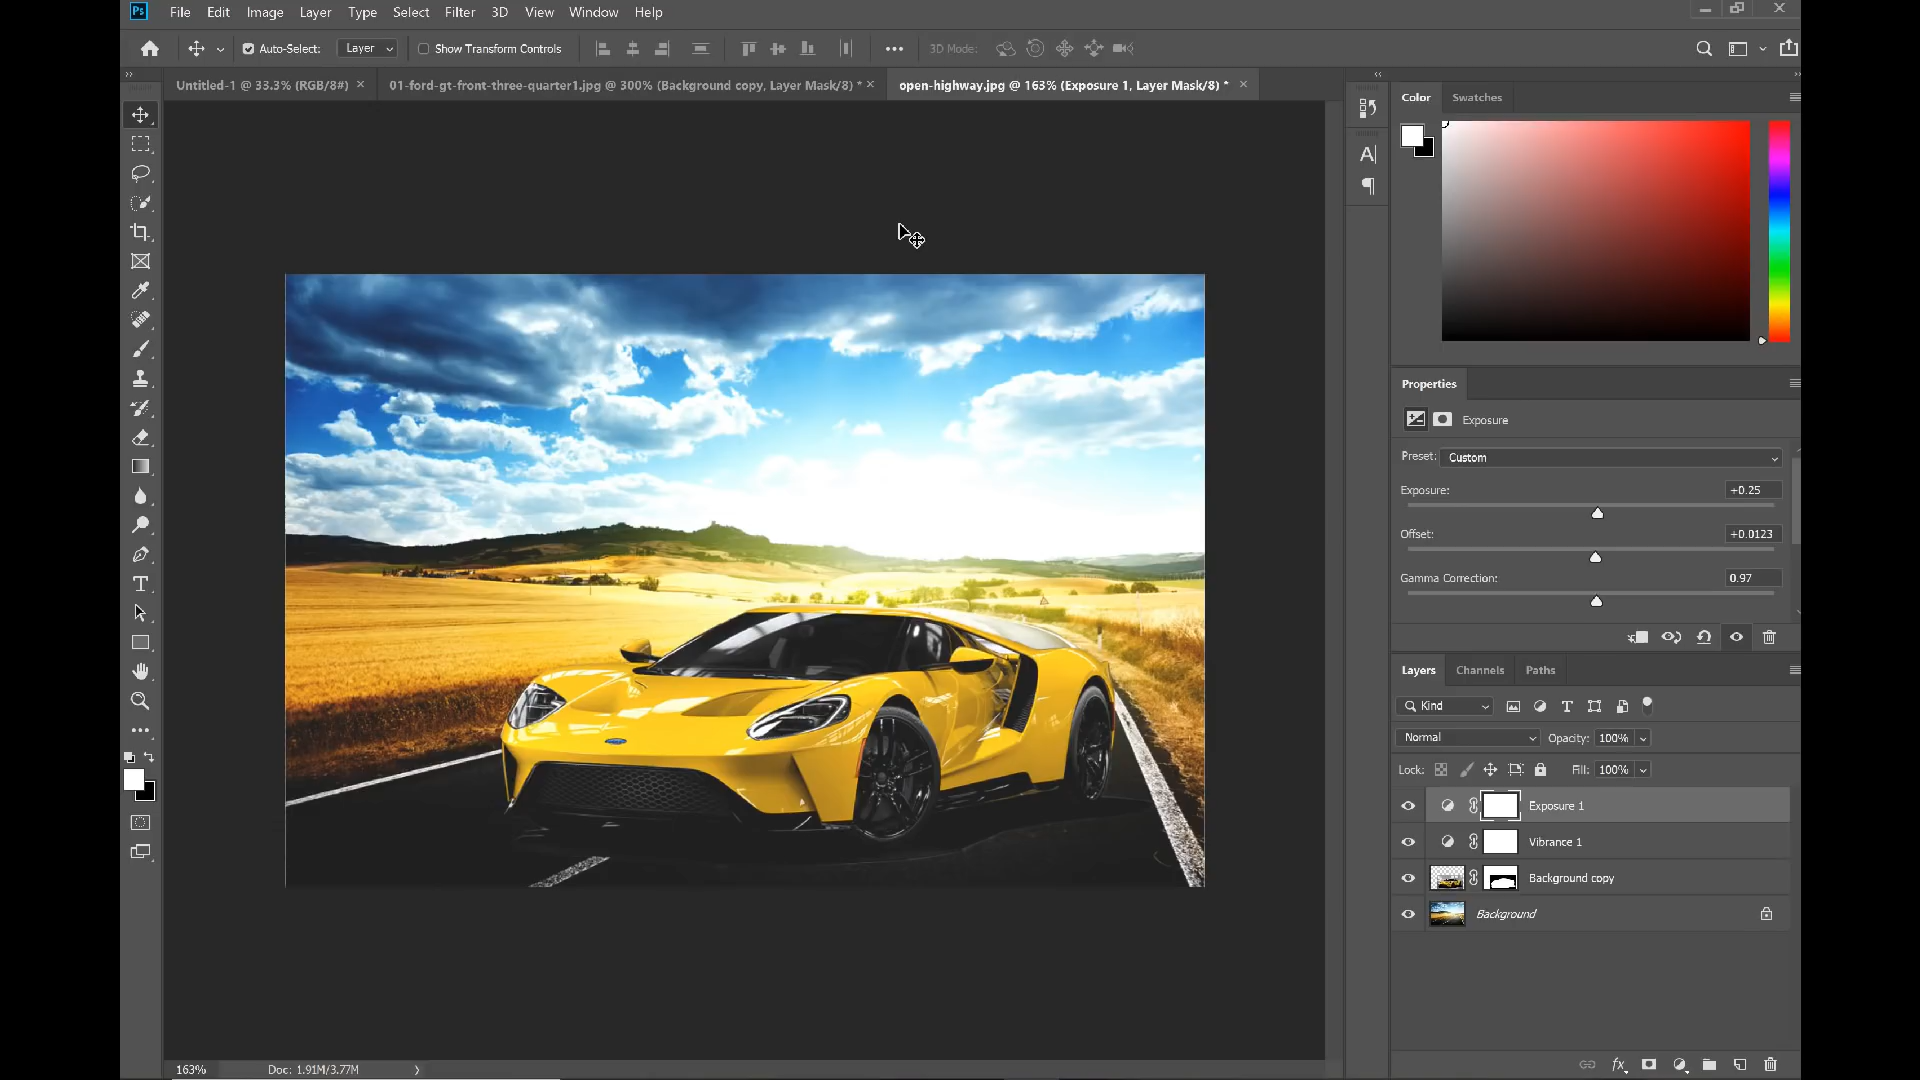 Ps File Edit Image Layer Type Select Filter 3D View Window Help
Auto-Select: Layer Show Transform Controls 3D Mode:
Untitled-1 @ 33.3% (RGB/8#) × 01-ford-gt-front-three-quarter1.jpg @ 300% (Background copy, Layer Mask/8) * × open-highway.jpg @ 163% (Exposure 1, Layer Mask/8) * ×
Color Swatches
Properties
Exposure
Preset: Custom
Exposure: +0.25
Offset: +0.0123
Gamma Correction: 0.97
Layers Channels Paths
Kind
Normal Opacity: 100%
Lock: Fill: 100%
Exposure 1
Vibrance 1
Background copy
Background
163% Doc: 1.91M/3.77M